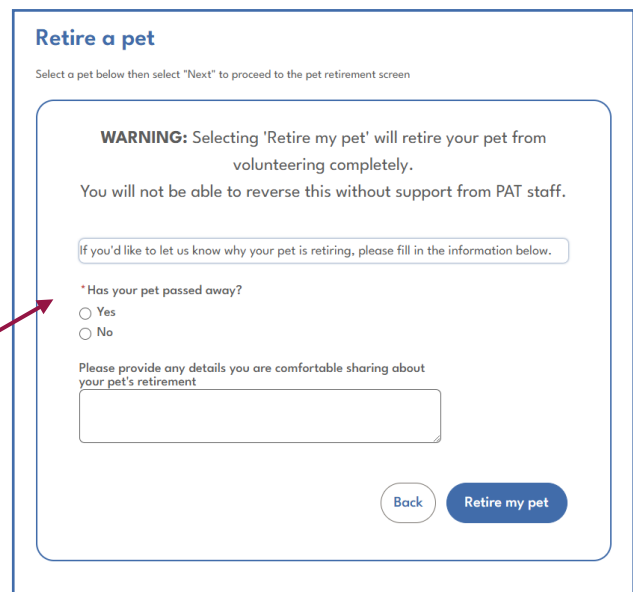 Retire a pet
Select a pet below then select "Next" to proceed to the pet retirement screen
WARNING: Selecting 'Retire my pet' will retire your pet from
volunteering completely.
You will not be able to reverse this without support from PAT staff.
If you'd like to let us know why your pet is retiring, please fill in the information below.
*Has your pet passed away?
Yes
No
Please provide any details you are comfortable sharing about
your pet's retirement
Back
Retire my pet